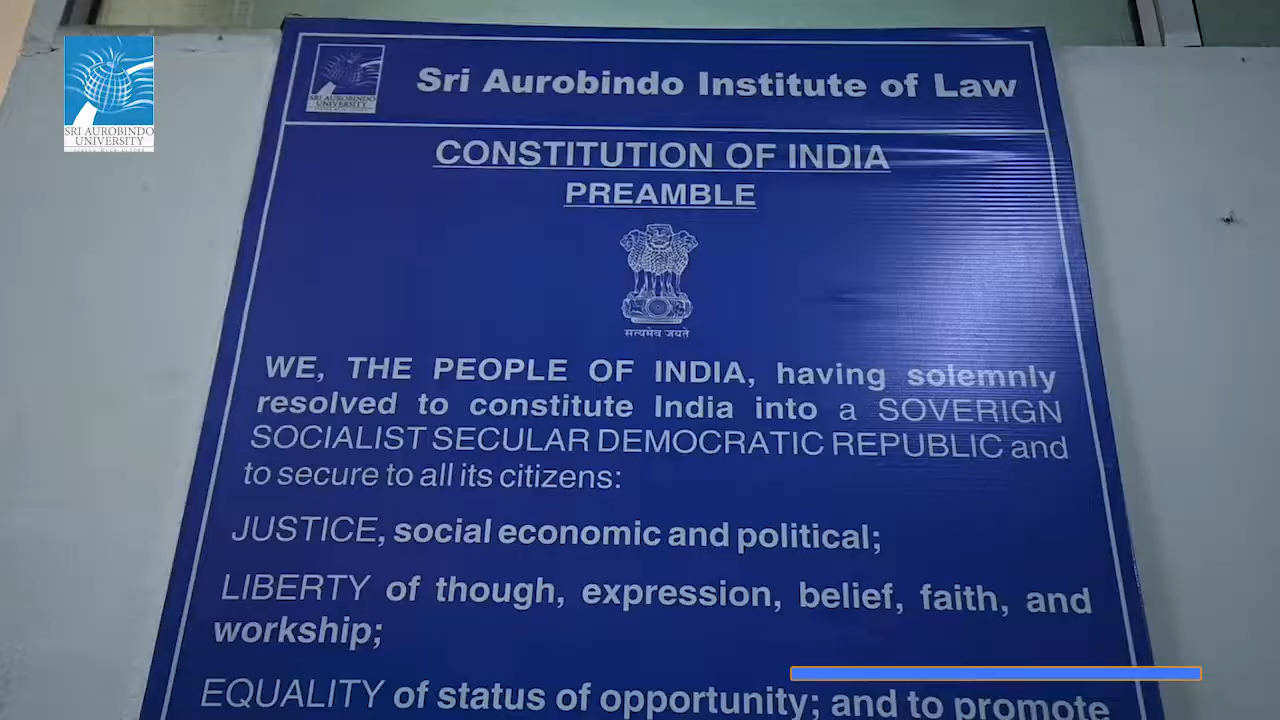 SRI AUROBINDO
UNIVERSITY
SRI AUROBINDO
UNIVERSITY
Sri Aurobindo Institute of Law
CONSTITUTION OF INDIA
PREAMBLE
सत्यमेव जयते
WE, THE PEOPLE OF INDIA, having solemnly
resolved to constitute India into a SOVERIGN
SOCIALIST SECULAR DEMOCRATIC REPUBLIC and
to secure to all its citizens:
JUSTICE, social economic and political;
LIBERTY of though, expression, belief, faith, and
workship;
EQUALITY of status of opportunity; and to promote